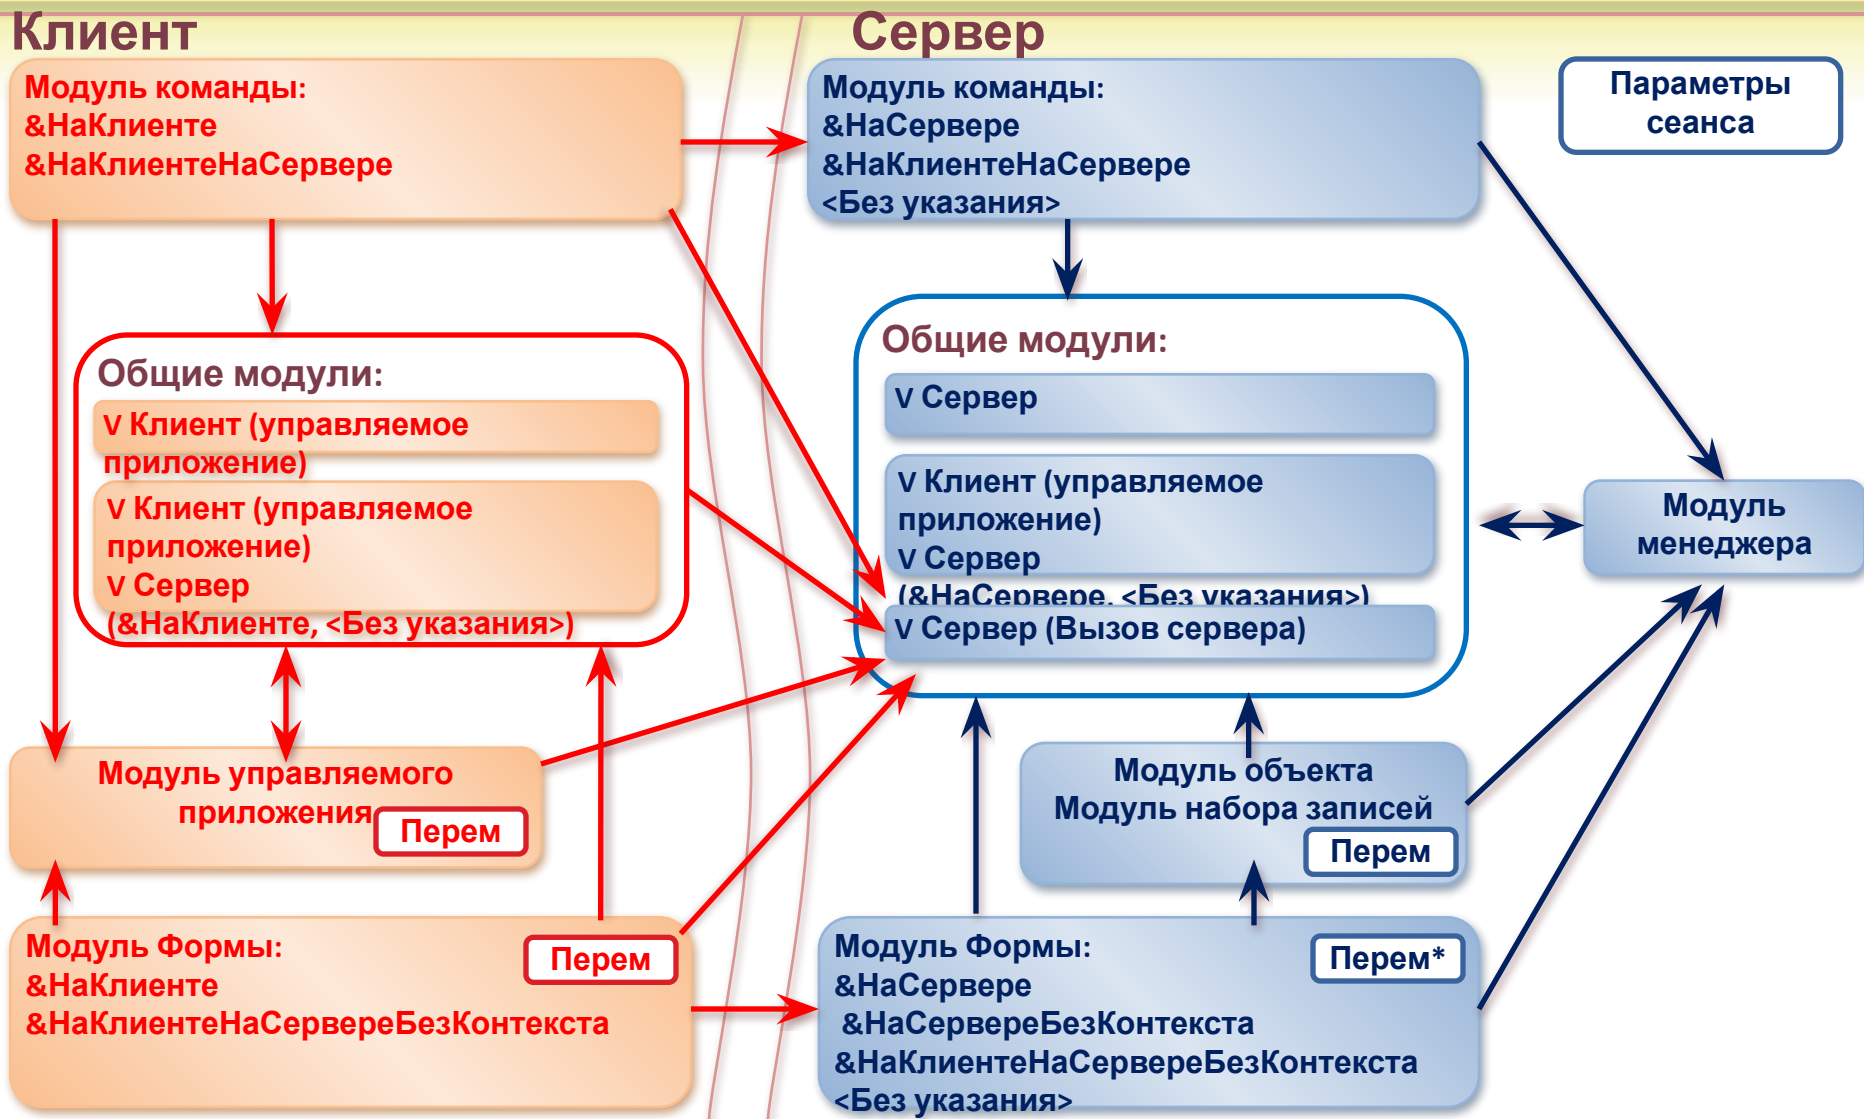 Клиент
Модуль команды:
&НаКлиенте
&НаКлиентеНаСервере
Общие модули:
V Клиент (управляемое
приложение)
V Клиент (управляемое
приложение)
V Сервер
(&НаКлиенте, <Без указания>)
Модуль управляемого
приложения
Перем
Модуль Формы:
Перем
&НаКлиенте
&НаКлиентеНаСервереБезКонтекста
Сервер
Модуль команды:
&НаСервере
&НаКлиентеНаСервере
<Без указания>
Параметры
сеанса
Общие модули:
V Сервер
V Клиент (управляемое
приложение)
V Сервер
(&НаСервере, <Без указания>)
V Сервер (Вызов сервера)
Модуль
менеджера
Модуль объекта
Модуль набора записей
Перем
Модуль Формы:
Перем*
&НаСервере
&НаСервереБезКонтекста
&НаКлиентеНаСервереБезКонтекста
<Без указания>